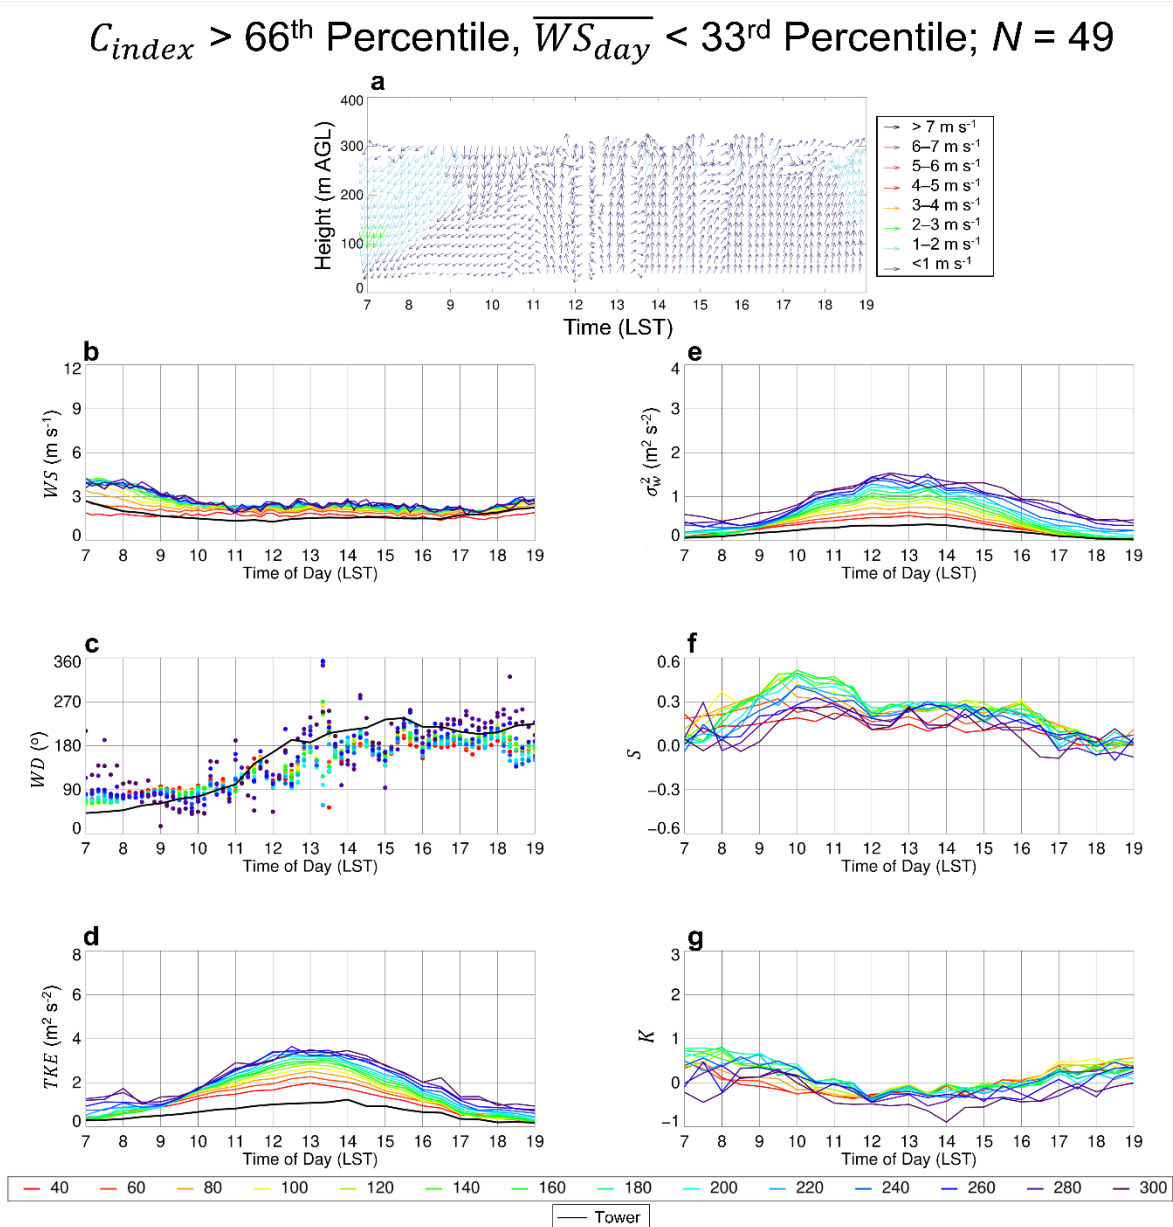 C_index > 66th Percentile, WS_day < 33rd Percentile; N = 49
a
400
300
200
100
0
Height (m AGL)
7 8 9 10 11 12 13 14 15 16 17 18 19
Time (LST)
> 7 m s-1
6–7 m s-1
5–6 m s-1
4–5 m s-1
3–4 m s-1
2–3 m s-1
1–2 m s-1
<1 m s-1
b
12
9
6
3
0
WS (m s-1)
7 8 9 10 11 12 13 14 15 16 17 18 19
Time of Day (LST)
e
4
3
2
1
0
σ_w^2 (m2 s-2)
7 8 9 10 11 12 13 14 15 16 17 18 19
Time of Day (LST)
c
360
270
180
90
0
WD (°)
7 8 9 10 11 12 13 14 15 16 17 18 19
Time of Day (LST)
f
0.6
0.3
0.0
−0.3
−0.6
S
7 8 9 10 11 12 13 14 15 16 17 18 19
Time of Day (LST)
d
8
6
4
2
0
TKE (m2 s-2)
7 8 9 10 11 12 13 14 15 16 17 18 19
Time of Day (LST)
g
3
2
1
0
−1
K
7 8 9 10 11 12 13 14 15 16 17 18 19
Time of Day (LST)
40 60 80 100 120 140 160 180 200 220 240 260 280 300
Tower